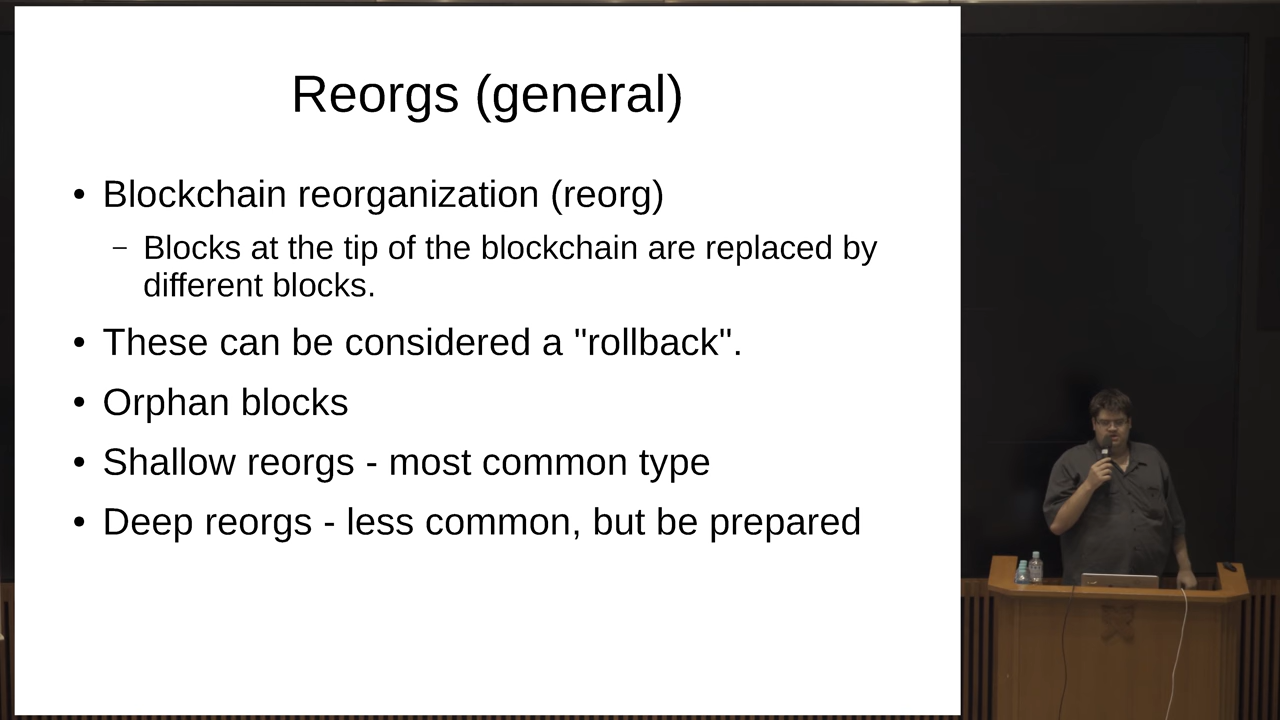 Reorgs (general)
• Blockchain reorganization (reorg)
– Blocks at the tip of the blockchain are replaced by
different blocks.
• These can be considered a "rollback".
• Orphan blocks
• Shallow reorgs - most common type
• Deep reorgs - less common, but be prepared